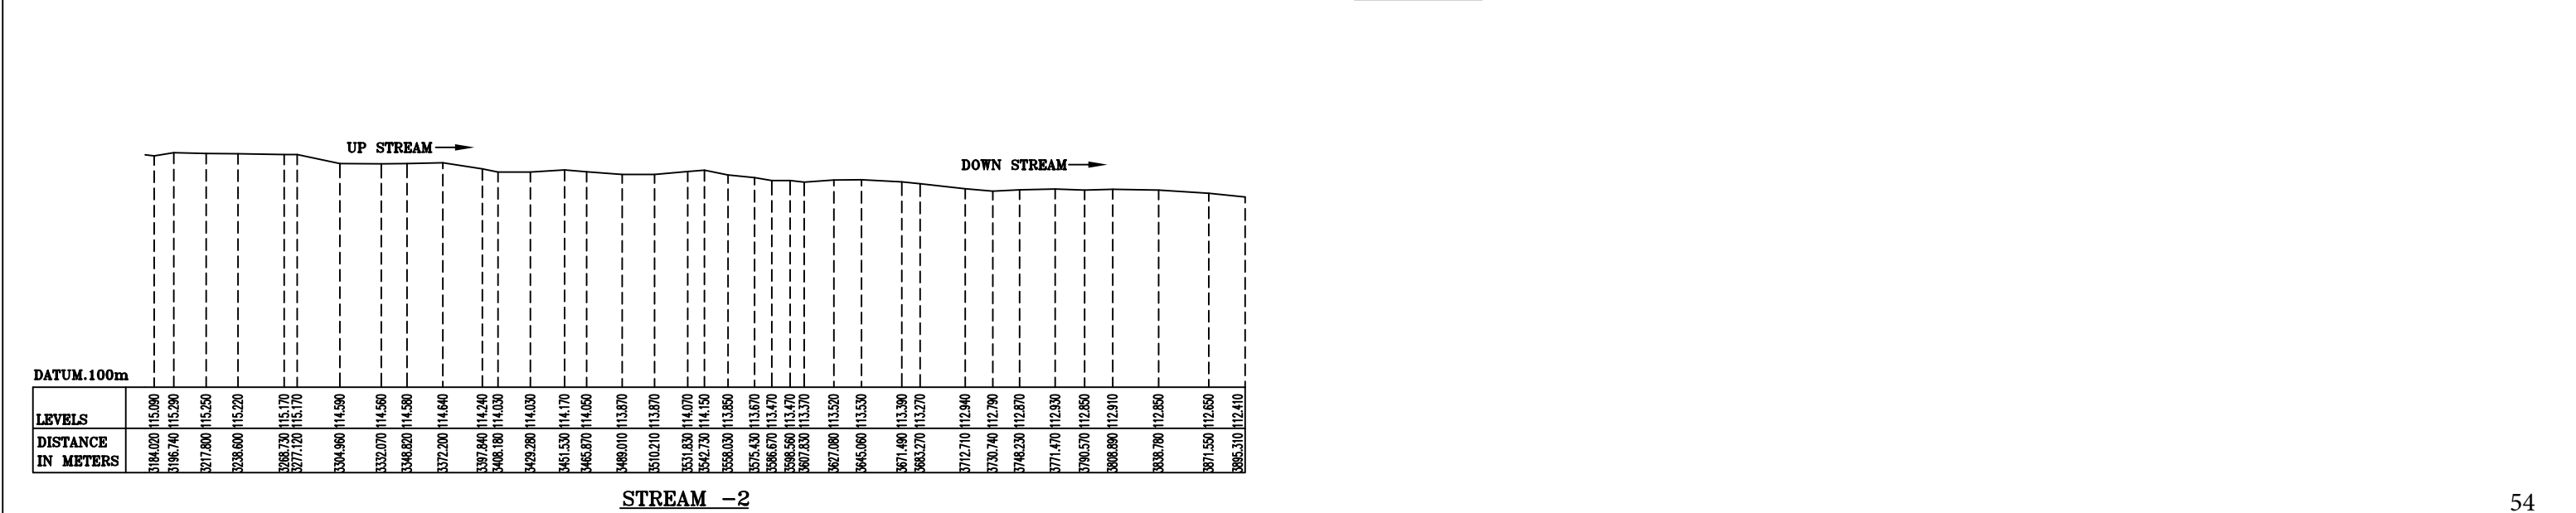 UP STREAM
DOWN STREAM
DATUM.100m
LEVELS 115.090 115.290 115.250 115.220 115.170 115.170 114.590 114.560 114.580 114.640 114.240 114.030 114.030 114.170 114.050 113.870 113.870 114.070 114.150 113.850 113.670 113.470 113.470 113.370 113.520 113.530 113.390 113.270 112.940 112.790 112.870 112.930 112.850 112.910 112.850 112.650 112.410
DISTANCE
IN METERS 3184.020 3196.740 3217.800 3238.600 3268.730 3277.120 3304.960 3332.070 3348.820 3372.200 3397.840 3408.180 3429.280 3451.530 3465.870 3489.010 3510.210 3531.830 3542.730 3558.030 3575.430 3586.670 3598.560 3607.830 3627.080 3645.060 3671.490 3683.270 3712.710 3730.740 3748.230 3771.470 3790.570 3808.890 3838.780 3871.550 3895.310
STREAM -2
54